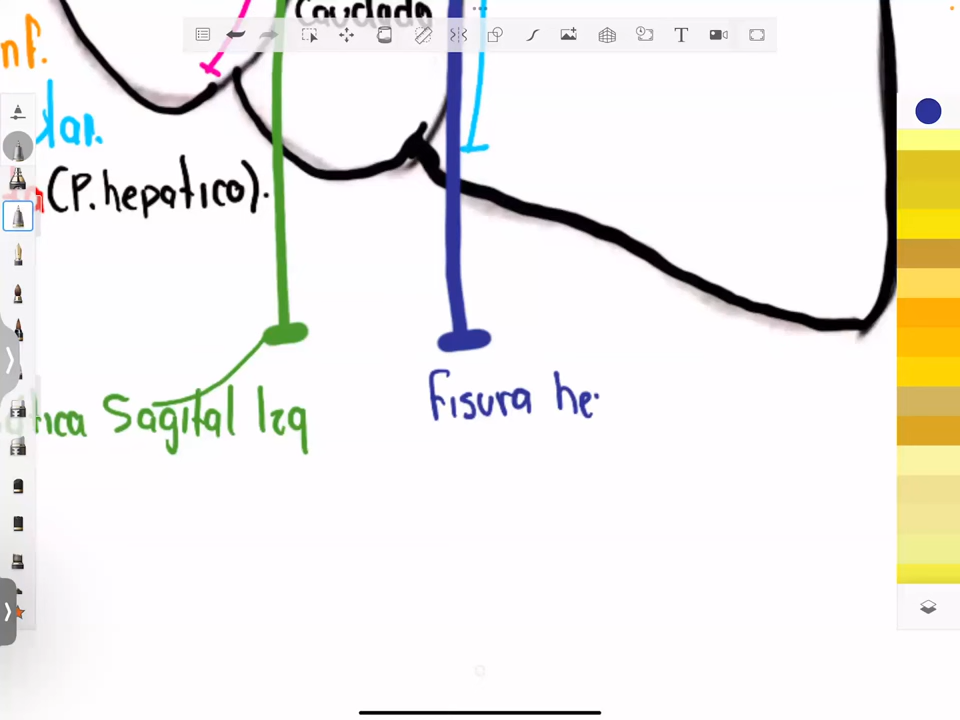 Caudado
nf.
lar.
(P. hepatico).
tica Sagital Izq
Fisura he
T